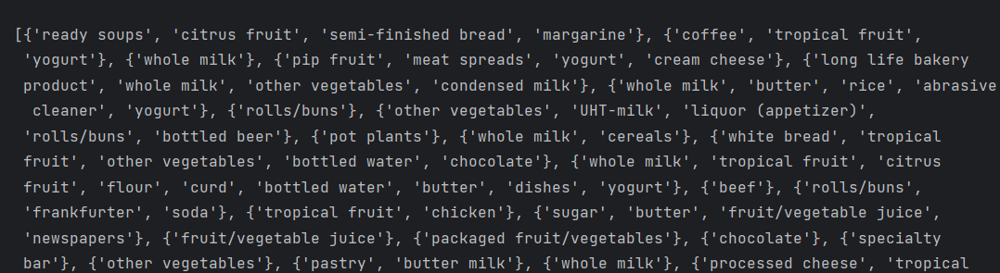 [{'ready soups', 'citrus fruit', 'semi-finished bread', 'margarine'}, {'coffee', 'tropical fruit',
'yogurt'}, {'whole milk'}, {'pip fruit', 'meat spreads', 'yogurt', 'cream cheese'}, {'long life bakery
product', 'whole milk', 'other vegetables', 'condensed milk'}, {'whole milk', 'butter', 'rice', 'abrasive
cleaner', 'yogurt'}, {'rolls/buns'}, {'other vegetables', 'UHT-milk', 'liquor (appetizer)',
'rolls/buns', 'bottled beer'}, {'pot plants'}, {'whole milk', 'cereals'}, {'white bread', 'tropical
fruit', 'other vegetables', 'bottled water', 'chocolate'}, {'whole milk', 'tropical fruit', 'citrus
fruit', 'flour', 'curd', 'bottled water', 'butter', 'dishes', 'yogurt'}, {'beef'}, {'rolls/buns',
'frankfurter', 'soda'}, {'tropical fruit', 'chicken'}, {'sugar', 'butter', 'fruit/vegetable juice',
'newspapers'}, {'fruit/vegetable juice'}, {'packaged fruit/vegetables'}, {'chocolate'}, {'specialty
bar'}, {'other vegetables'}, {'pastry', 'butter milk'}, {'whole milk'}, {'processed cheese', 'tropical